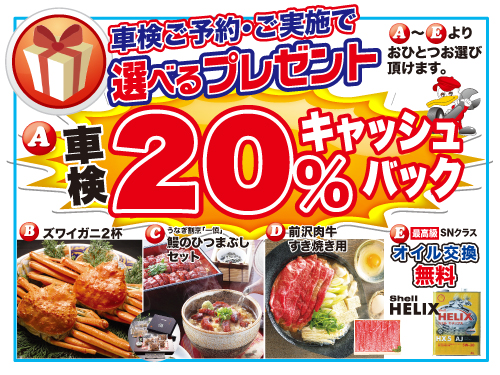 車検ご予約・ご実施で
選べるプレゼント
A～Eより
おひとつお選び
頂けます。
A 車検 20% キャッシュ
バック
B ズワイガニ2杯
C うなぎ割烹「一愼」
鰻のひつまぶし
セット
D 前沢肉牛
すき焼き用
E 最高級 SNクラス
オイル交換
無料
Shell
HELIX
HELIX
HX5 AJ